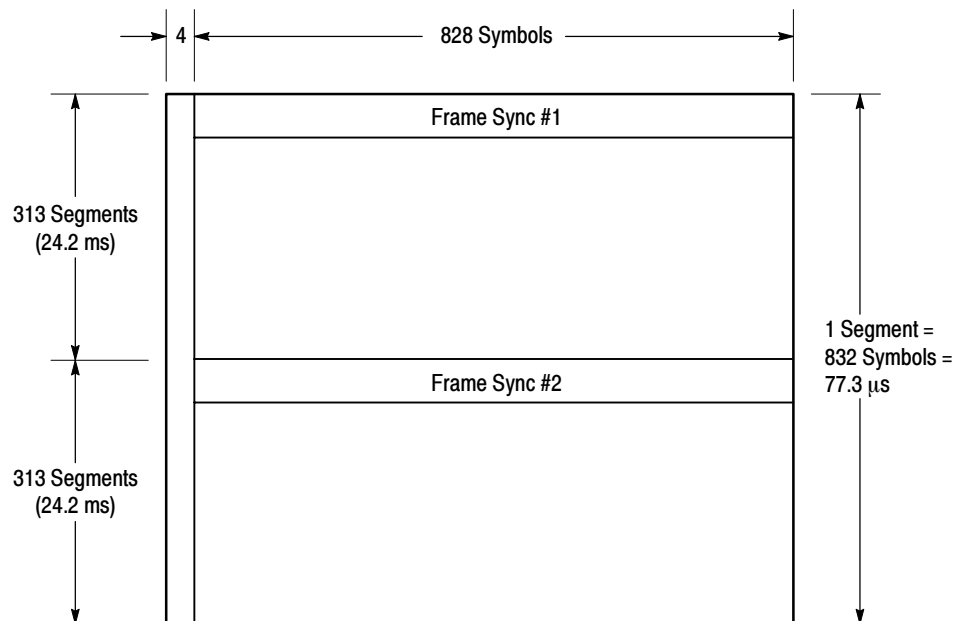 4
828 Symbols
Frame Sync #1
313 Segments
(24.2 ms)
1 Segment =
832 Symbols =
77.3 μs
Frame Sync #2
313 Segments
(24.2 ms)